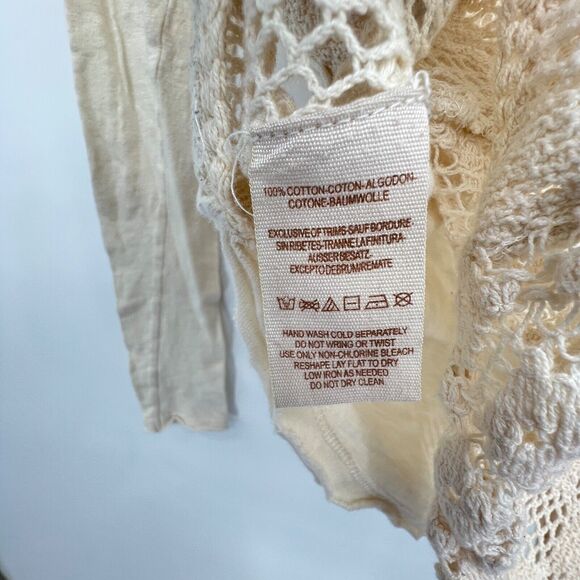 100% COTTON-COTON-ALGODON-
COTONE-BAUMWOLLE
EXCLUSIVE OF TRIMS-SAUF BORDURE
SIN RIBETES-TRANNE LA FINITURA-
AUSSER BESATZ-
EXCEPTO DEBRUM/REMATE
HAND WASH COLD SEPARATELY
DO NOT WRING OR TWIST
USE ONLY NON-CHLORINE BLEACH
RESHAPE LAY FLAT TO DRY
LOW IRON AS NEEDED
DO NOT DRY CLEAN